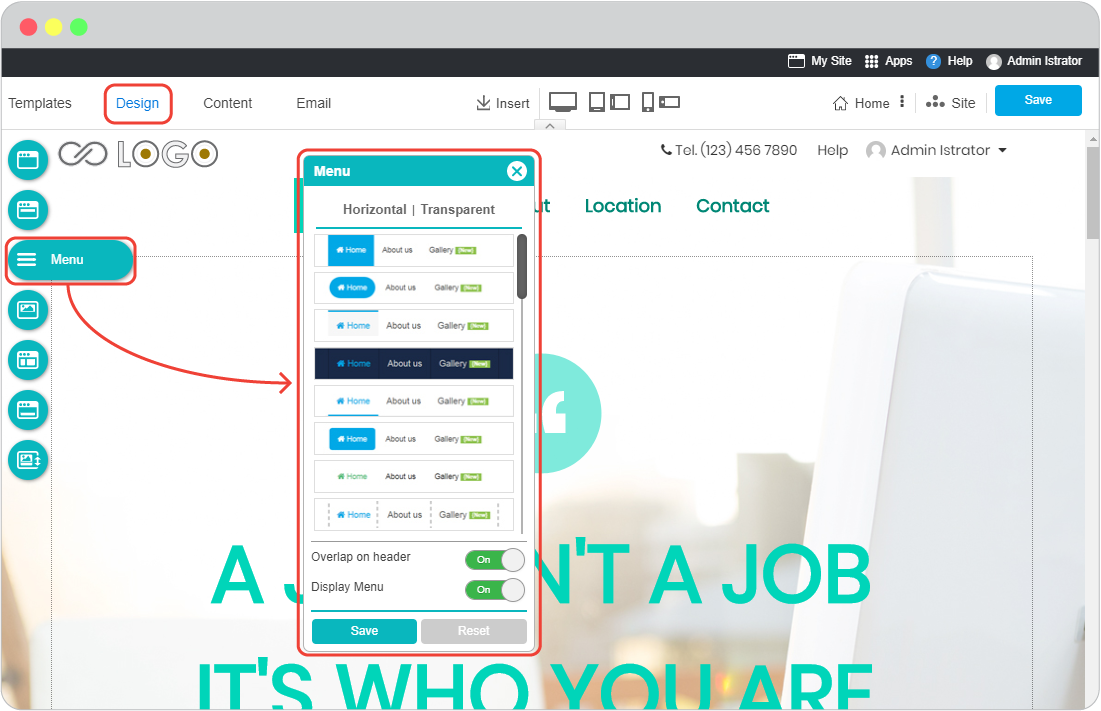 My Site Apps ? Help Admin Istrator
Templates Design Content Email Insert Home Site Save
LOGO Tel. (123) 456 7890 Help Admin Istrator
Menu
ut Location Contact
Horizontal | Transparent
Home About us Gallery (New)
Menu
Home About us Gallery (New)
Home About us Gallery (New)
Home About us Gallery (New)
Home About us Gallery (New)
Home About us Gallery (New)
Home About us Gallery (New)
Home About us Gallery (New)
Overlap on header On
Display Menu On
Save Reset
A J N'T A JOB
IT'S WHO YOU ARE